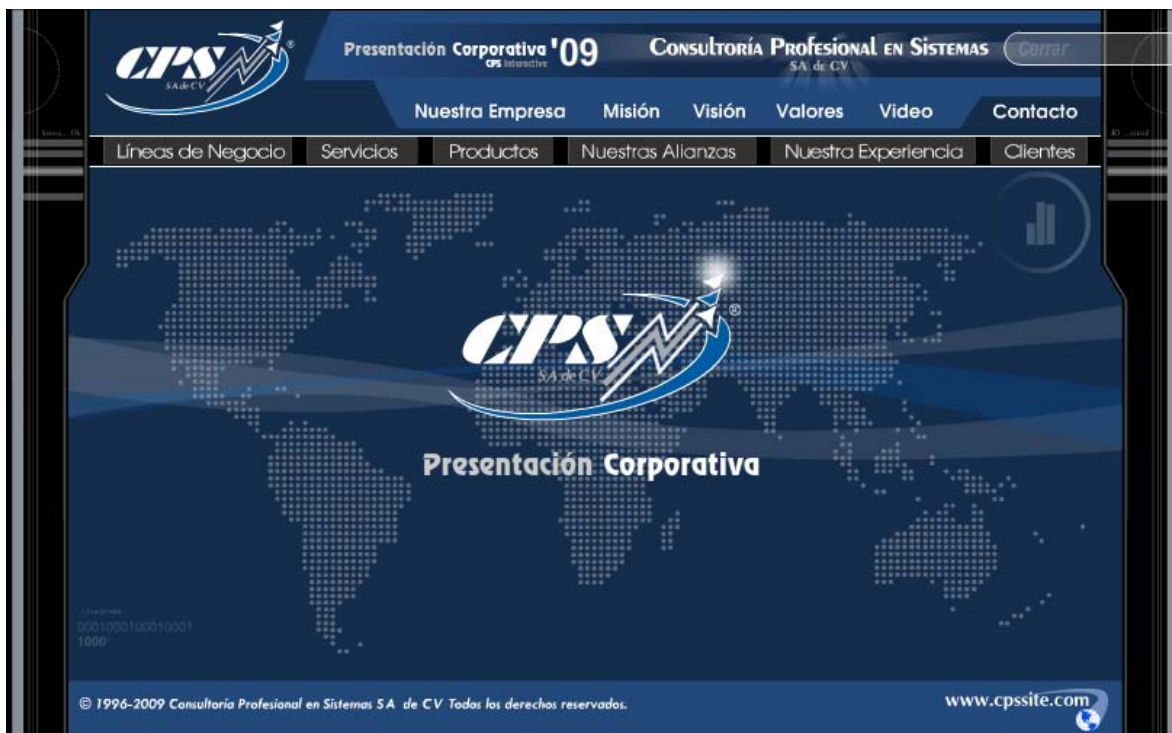 CPS ®
SA de CV
Presentación Corporativa '09
CPS Interactive
CONSULTORÍA PROFESIONAL EN SISTEMAS
SA de CV
Cerrar
Nuestra Empresa Misión Visión Valores Video Contacto
Líneas de Negocio Servicios Productos Nuestras Alianzas Nuestra Experiencia Clientes
CPS ®
SA de CV
Presentación Corporativa
0001000100010001
1000
© 1996-2009 Consultoría Profesional en Sistemas S A de C V Todos los derechos reservados.
www.cpssite.com